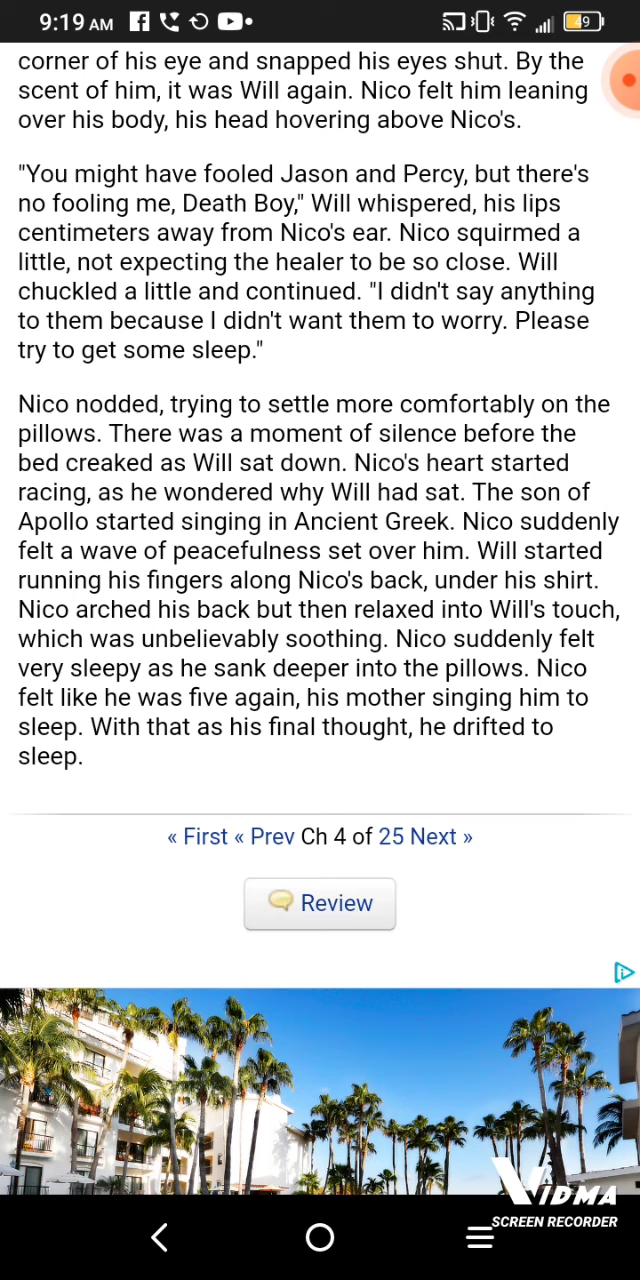 9:19 AM
49
corner of his eye and snapped his eyes shut. By the
scent of him, it was Will again. Nico felt him leaning
over his body, his head hovering above Nico's.
"You might have fooled Jason and Percy, but there's
no fooling me, Death Boy," Will whispered, his lips
centimeters away from Nico's ear. Nico squirmed a
little, not expecting the healer to be so close. Will
chuckled a little and continued. "I didn't say anything
to them because I didn't want them to worry. Please
try to get some sleep."
Nico nodded, trying to settle more comfortably on the
pillows. There was a moment of silence before the
bed creaked as Will sat down. Nico's heart started
racing, as he wondered why Will had sat. The son of
Apollo started singing in Ancient Greek. Nico suddenly
felt a wave of peacefulness set over him. Will started
running his fingers along Nico's back, under his shirt.
Nico arched his back but then relaxed into Will's touch,
which was unbelievably soothing. Nico suddenly felt
very sleepy as he sank deeper into the pillows. Nico
felt like he was five again, his mother singing him to
sleep. With that as his final thought, he drifted to
sleep.
« First « Prev Ch 4 of 25 Next »
Review
VIDMA
SCREEN RECORDER